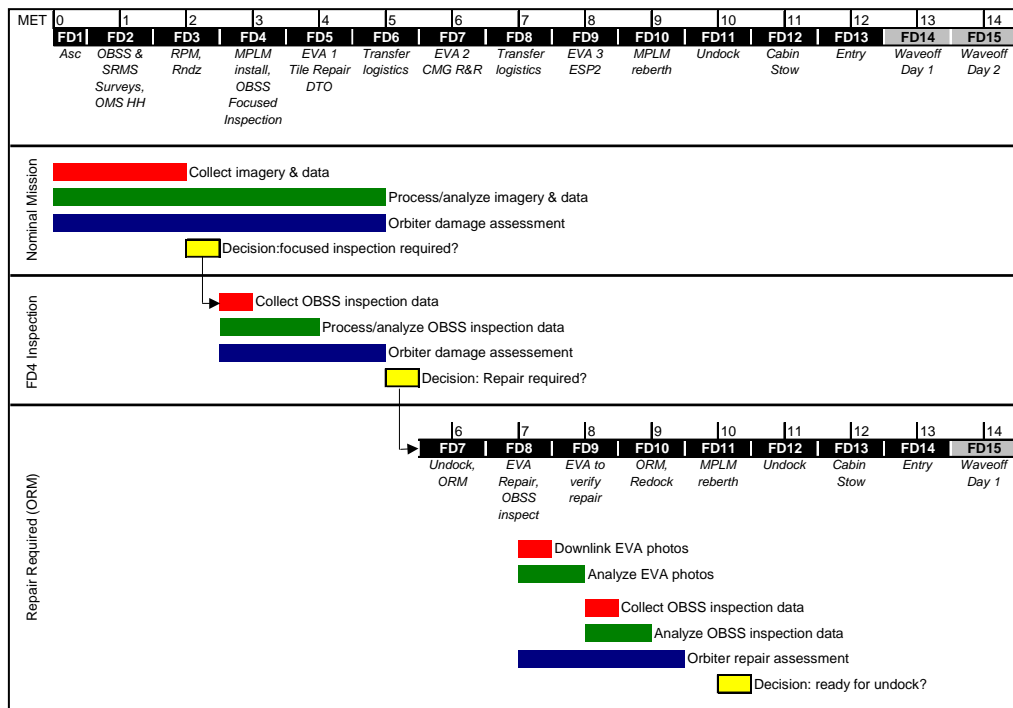 MET 0 1 2 3 4 5 6 7 8 9 10 11 12 13 14
FD1 FD2 FD3 FD4 FD5 FD6 FD7 FD8 FD9 FD10 FD11 FD12 FD13 FD14 FD15
Asc OBSS & RPM, MPLM EVA 1 Transfer EVA 2 Transfer EVA 3 MPLM Undock Cabin Entry Waveoff Waveoff
SRMS Rndz install, Tile Repair logistics CMG R&R logistics ESP2 reberth Stow Day 1 Day 2
Surveys, OBSS DTO
OMS HH Focused
Inspection
Nominal Mission
Collect imagery & data
Process/analyze imagery & data
Orbiter damage assessment
Decision:focused inspection required?
FD4 Inspection
Collect OBSS inspection data
Process/analyze OBSS inspection data
Orbiter damage assessement
Decision: Repair required?
Repair Required (ORM)
6 7 8 9 10 11 12 13 14
FD7 FD8 FD9 FD10 FD11 FD12 FD13 FD14 FD15
Undock, EVA EVA to ORM, MPLM Undock Cabin Entry Waveoff
ORM Repair, verify Redock reberth Stow Day 1
OBSS repair
inspect
Downlink EVA photos
Analyze EVA photos
Collect OBSS inspection data
Analyze OBSS inspection data
Orbiter repair assessment
Decision: ready for undock?